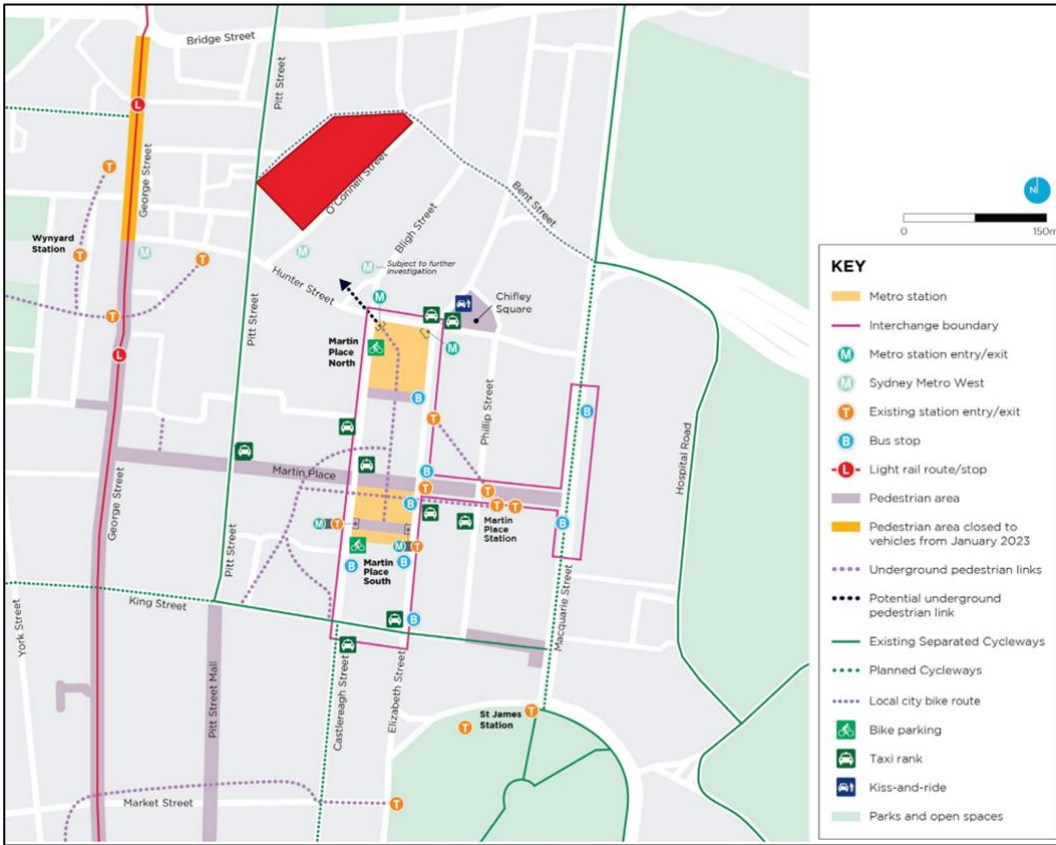 Bridge Street
Pitt Street
L
George Street
T
O'Connell Street
Bent Street
Bligh Street
Wynyard
Station
T
M
T
M
M
Subject to further
investigation
Hunter Street
Chifley
Square
M
T
Martin
Place
North
M
Pitt Street
L
B
T
B
Phillip Street
Hospital Road
Martin Place
B
T
T
T
T
B
M
T
Martin
Place
Station
B
George Street
M
T
B
Martin
Place
South
B
Pitt Street
King Street
B
York Street
Macquarie Street
Pitt Street Mall
Castlereagh Street
Elizabeth Street
St James
Station
T
T
Market Street
T
N
0
150m
KEY
Metro station
Interchange boundary
M Metro station entry/exit
M Sydney Metro West
T Existing station entry/exit
B Bus stop
L Light rail route/stop
Pedestrian area
Pedestrian area closed to
vehicles from January 2023
Underground pedestrian links
Potential underground
pedestrian link
Existing Separated Cycleways
Planned Cycleways
Local city bike route
Bike parking
Taxi rank
Kiss-and-ride
Parks and open spaces